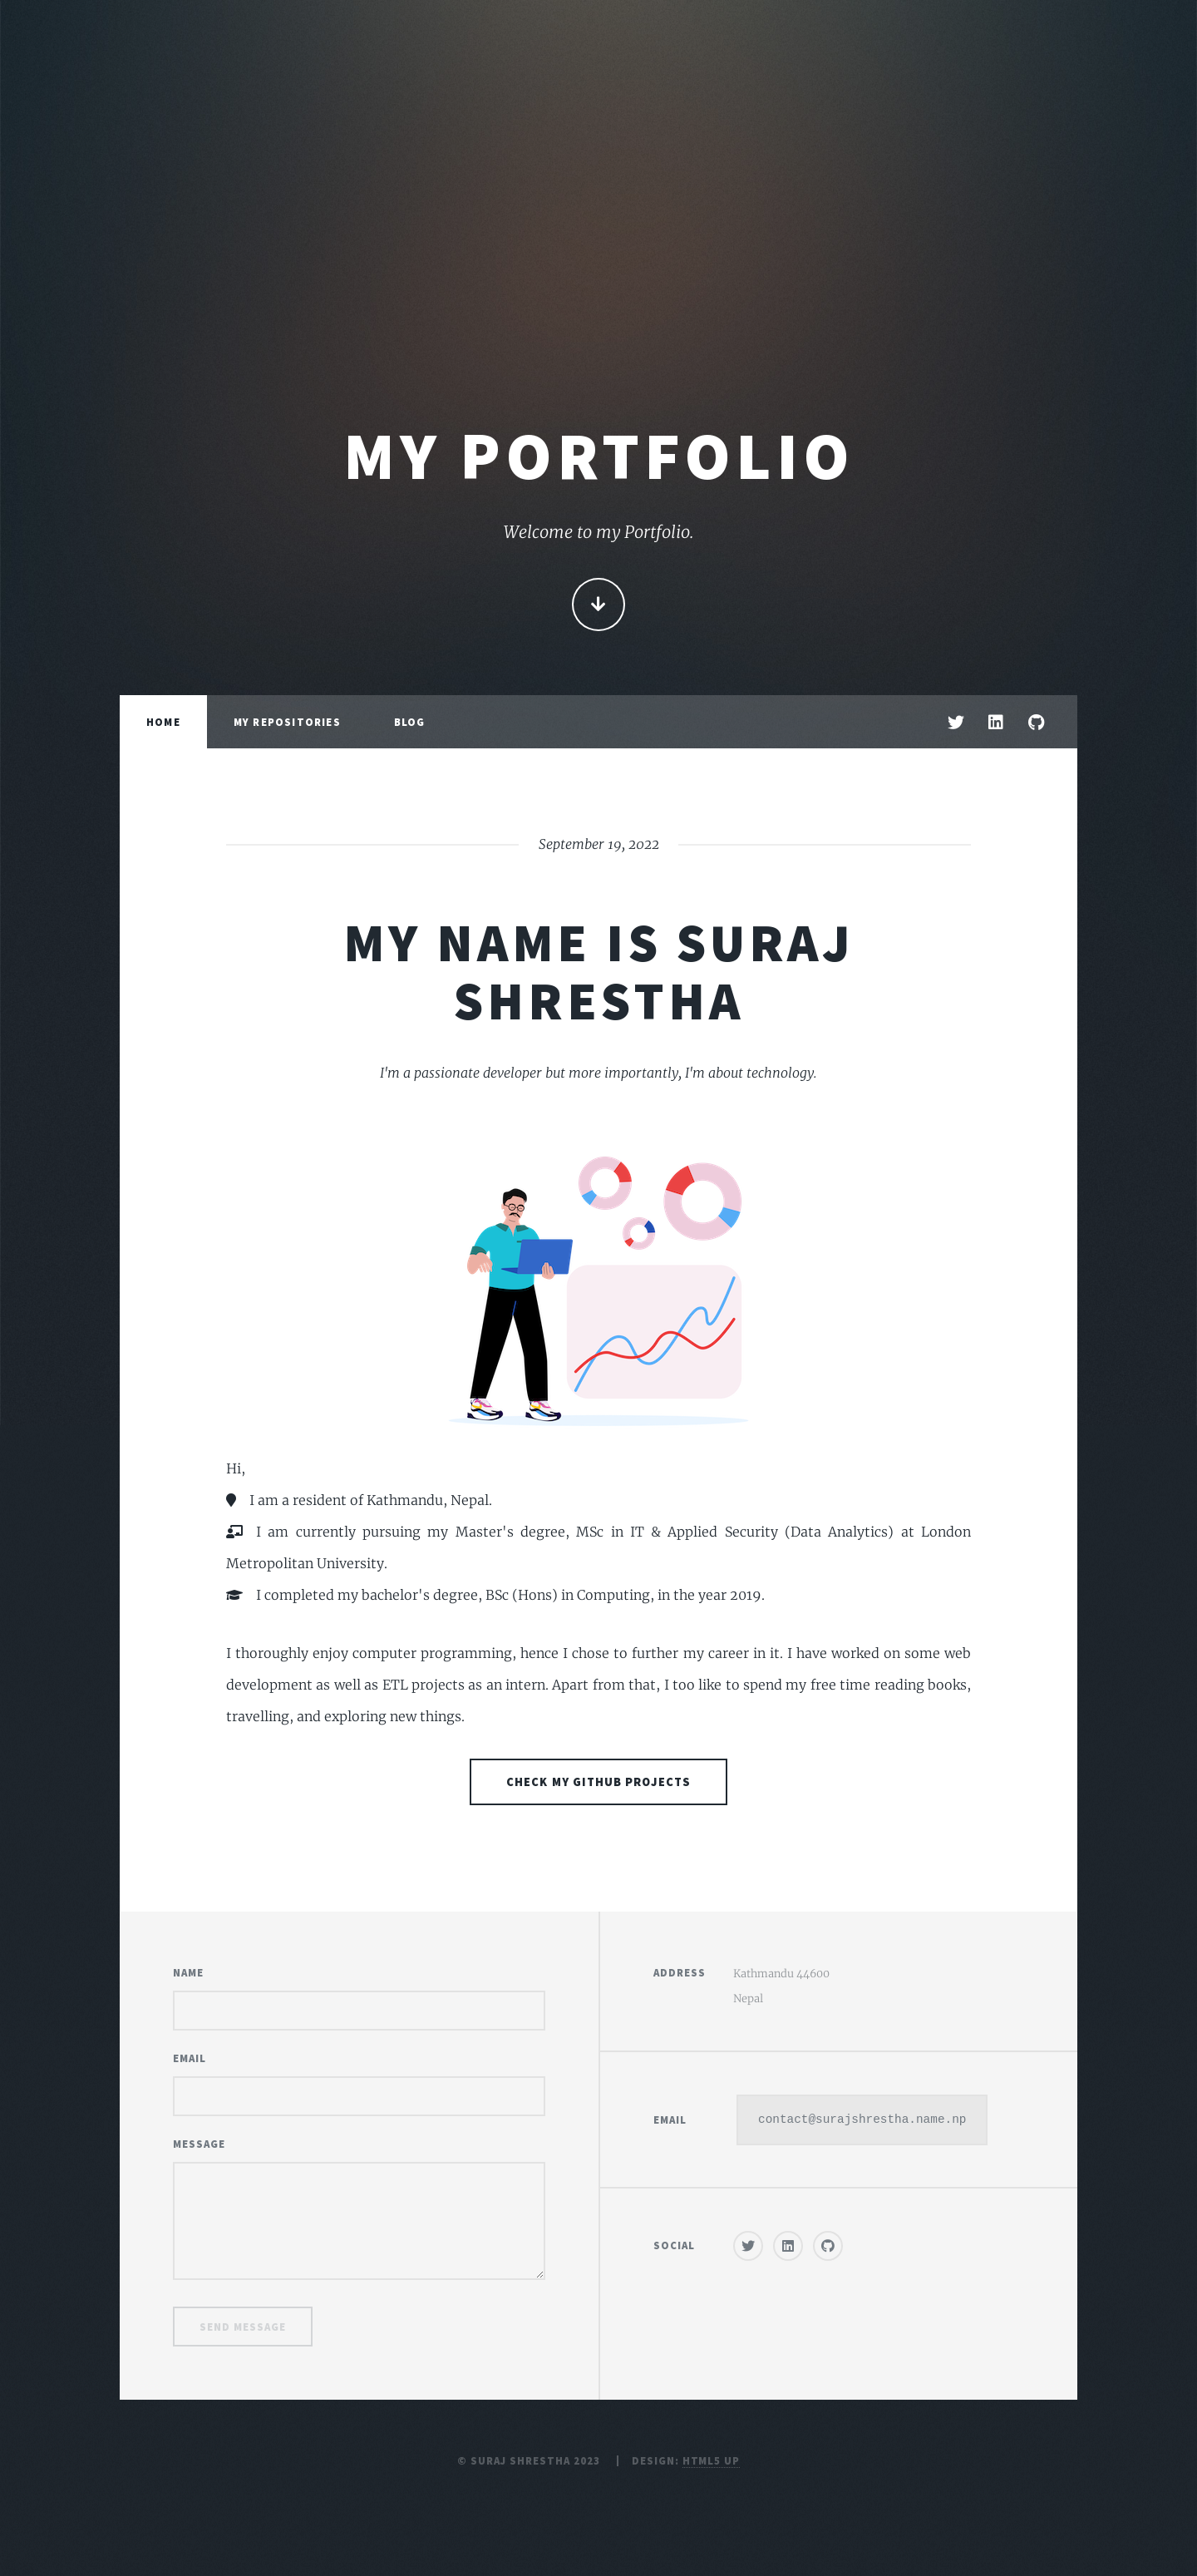 MY PORTFOLIO
Welcome to my Portfolio.
HOME
MY REPOSITORIES
BLOG
September 19, 2022
MY NAME IS SURAJ
SHRESTHA
I'm a passionate developer but more importantly, I'm about technology.
Hi,
I am a resident of Kathmandu, Nepal.
I am currently pursuing my Master's degree, MSc in IT & Applied Security (Data Analytics) at London
Metropolitan University.
I completed my bachelor's degree, BSc (Hons) in Computing, in the year 2019.
I thoroughly enjoy computer programming, hence I chose to further my career in it. I have worked on some web
development as well as ETL projects as an intern. Apart from that, I too like to spend my free time reading books,
travelling, and exploring new things.
CHECK MY GITHUB PROJECTS
NAME
EMAIL
MESSAGE
SEND MESSAGE
ADDRESS
Kathmandu 44600
Nepal
EMAIL
contact@surajshrestha.name.np
SOCIAL
© SURAJ SHRESTHA 2023 | DESIGN: HTML5 UP